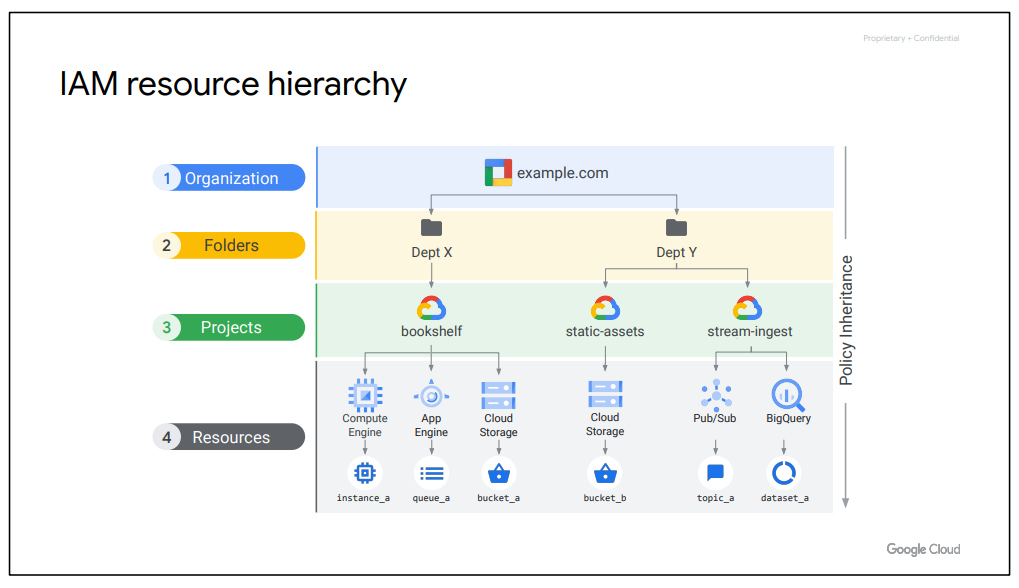 Proprietary + Confidential
IAM resource hierarchy
1 Organization
example.com
2 Folders
Dept X
Dept Y
3 Projects
bookshelf
static-assets
stream-ingest
4 Resources
Compute
Engine
App
Engine
Cloud
Storage
Cloud
Storage
Pub/Sub
BigQuery
instance_a
queue_a
bucket_a
bucket_b
topic_a
dataset_a
Policy Inheritance
Google Cloud